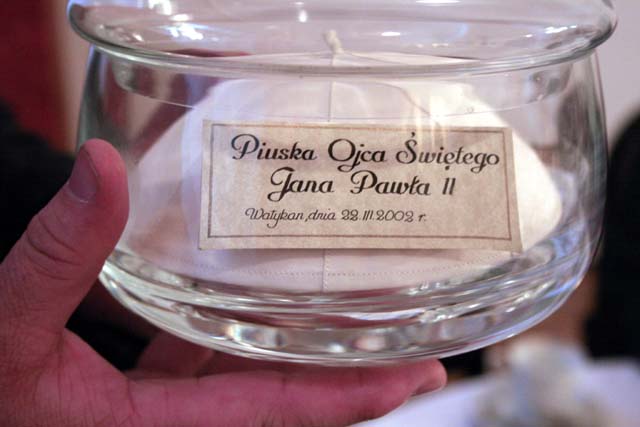 Piuska Ojca Świętego
Jana Pawła II
Watykan, dnia 22.III.2002 r.